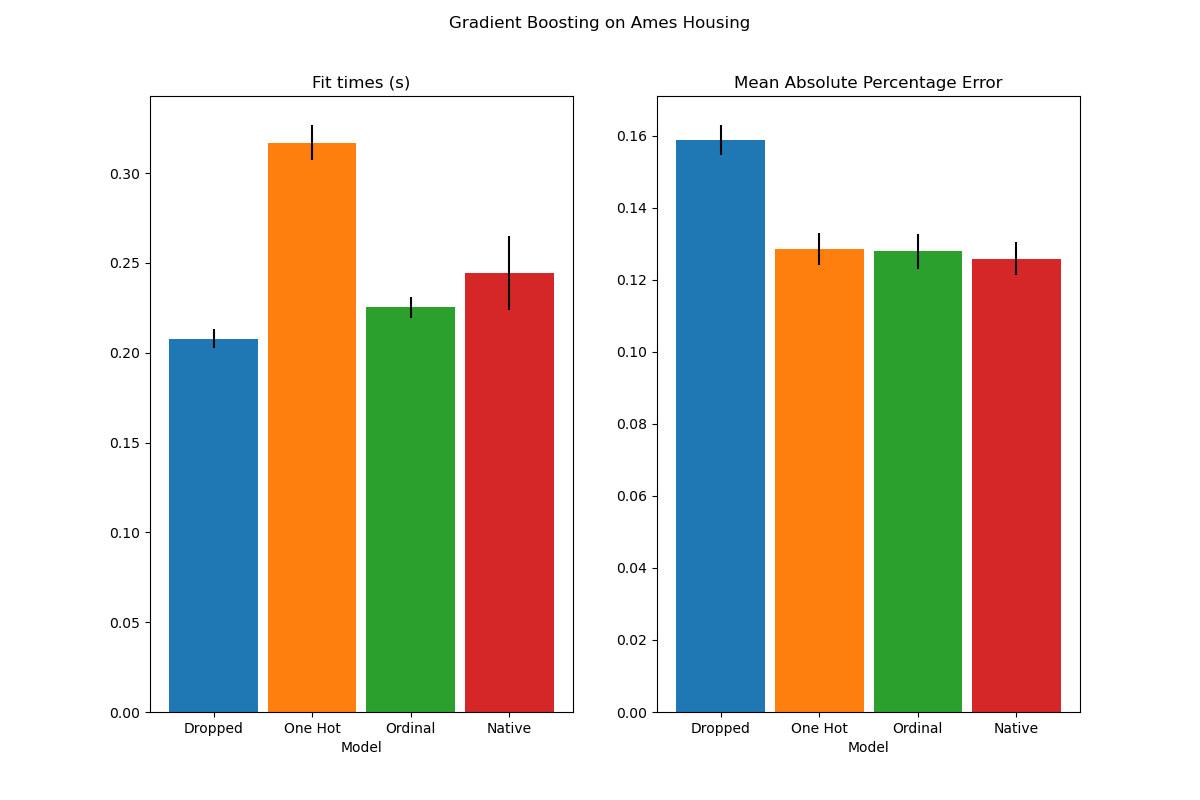 Gradient Boosting on Ames Housing
Fit times (s)
0.30
0.25
0.20
0.15
0.10
0.05
0.00
Dropped One Hot Ordinal Native
Model
Mean Absolute Percentage Error
0.16
0.14
0.12
0.10
0.08
0.06
0.04
0.02
0.00
Dropped One Hot Ordinal Native
Model